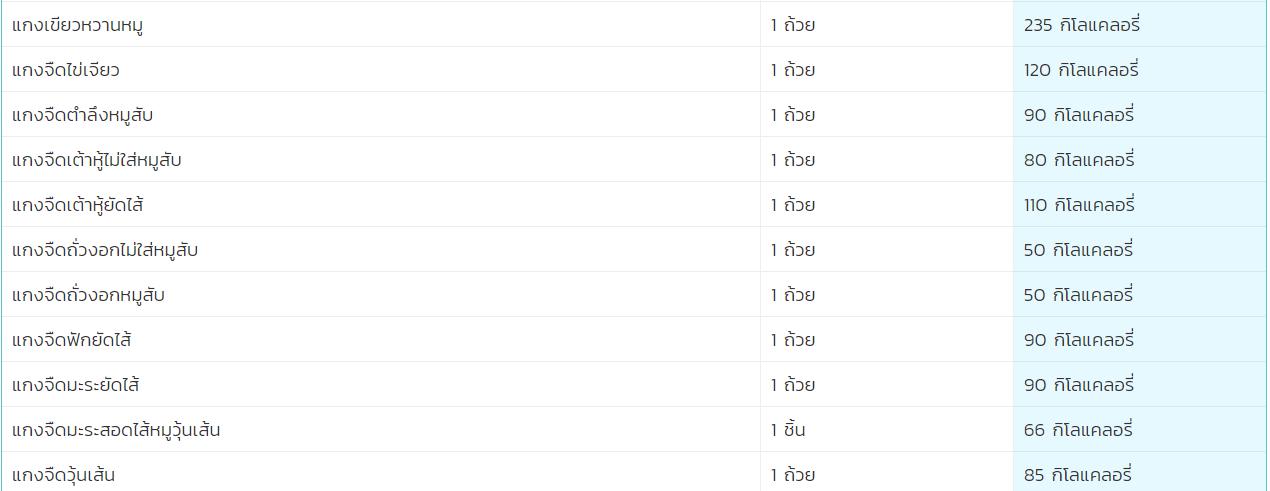 แกงเขียวหวานหมู 1 ถ้วย 235 กิโลแคลอรี่
แกงจืดไข่เจียว 1 ถ้วย 120 กิโลแคลอรี่
แกงจืดตำลึงหมูสับ 1 ถ้วย 90 กิโลแคลอรี่
แกงจืดเต้าหู้ไม่ใส่หมูสับ 1 ถ้วย 80 กิโลแคลอรี่
แกงจืดเต้าหู้ยัดไส้ 1 ถ้วย 110 กิโลแคลอรี่
แกงจืดถั่วงอกไม่ใส่หมูสับ 1 ถ้วย 50 กิโลแคลอรี่
แกงจืดถั่วงอกหมูสับ 1 ถ้วย 50 กิโลแคลอรี่
แกงจืดฟักยัดไส้ 1 ถ้วย 90 กิโลแคลอรี่
แกงจืดมะระยัดไส้ 1 ถ้วย 90 กิโลแคลอรี่
แกงจืดมะระสอดไส้หมูวุ้นเส้น 1 ชิ้น 66 กิโลแคลอรี่
แกงจืดวุ้นเส้น 1 ถ้วย 85 กิโลแคลอรี่